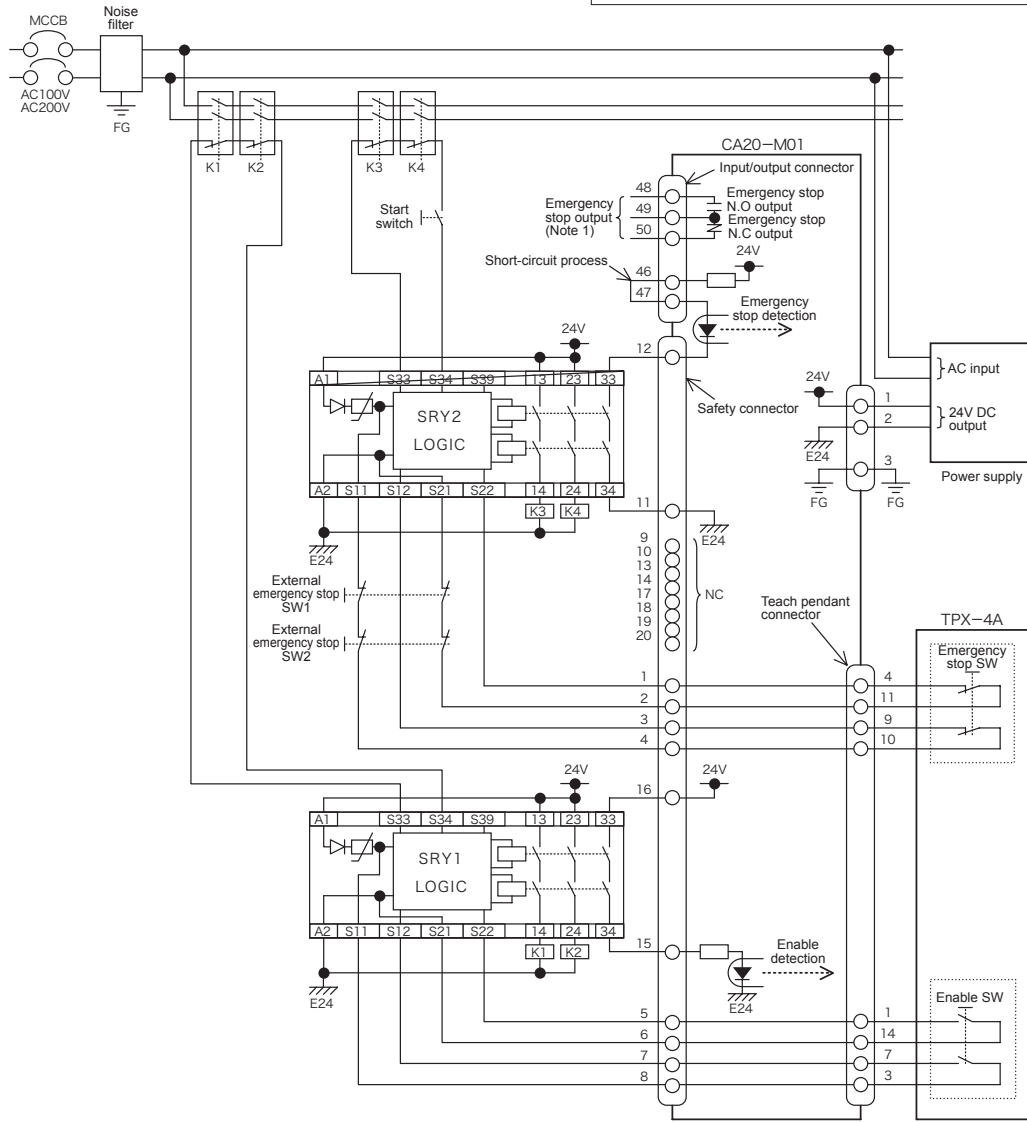 MCCB
Noise
filter
AC100V
AC200V
FG
K1
K2
K3
K4
Start
switch
CA20-M01
Input/output connector
48
49
50
Emergency
stop output
(Note 1)
Emergency stop
N.O output
Emergency stop
N.C output
Short-circuit process
46
47
24V
Emergency
stop detection
24V
12
Safety connector
A1 S33 S34 S39 13 23 33
SRY2
LOGIC
A2 S11 S12 S21 S22 14 24 34
K3 K4
E24
11
E24
24V
1
2
E24
3
FG
FG
AC input
24V DC
output
Power supply
External
emergency stop
SW1
External
emergency stop
SW2
9
10
13
14
17
18
19
20
NC
Teach pendant
connector
TPX-4A
Emergency
stop SW
1
2
3
4
4
11
9
10
24V
16
24V
A1 S33 S34 S39 13 23 33
SRY1
LOGIC
A2 S11 S12 S21 S22 14 24 34
K1 K2
E24
15
Enable
detection
E24
Enable SW
5
6
7
8
1
14
7
3